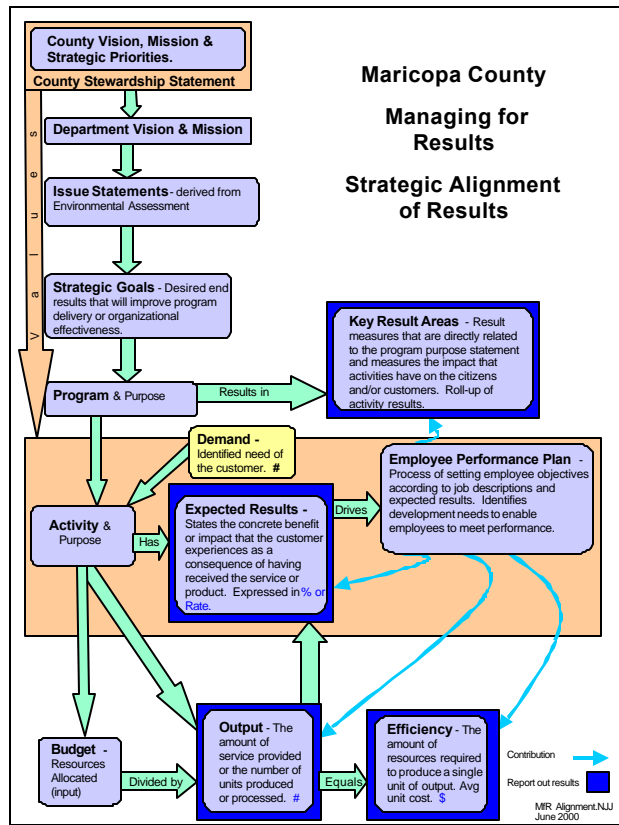 County Vision, Mission &
Strategic Priorities.
County Stewardship Statement
Maricopa County
Managing for
Results
Strategic Alignment
of Results
Values
Department Vision & Mission
Issue Statements - derived from
Environmental Assessment
Strategic Goals - Desired end
results that will improve program
delivery or organizational
effectiveness.
Key Result Areas - Result
measures that are directly related
to the program purpose statement
and measures the impact that
activities have on the citizens
and/or customers. Roll-up of
activity results.
Program & Purpose
Results in
Demand -
Identified need of
the customer. #
Employee Performance Plan -
Process of setting employee objectives
according to job descriptions and
expected results. Identifies
development needs to enable
employees to meet performance.
Activity &
Purpose
Has
Expected Results -
States the concrete benefit
or impact that the customer
experiences as a
consequence of having
received the service or
product. Expressed in % or
Rate.
Drives
Budget -
Resources
Allocated
(input)
Divided by
Output - The
amount of
service provided
or the number of
units produced
or processed. #
Equals
Efficiency - The
amount of
resources required
to produce a single
unit of output. Avg
unit cost. $
Contribution
Report out results
MfR Alignment.NJJ
June 2000